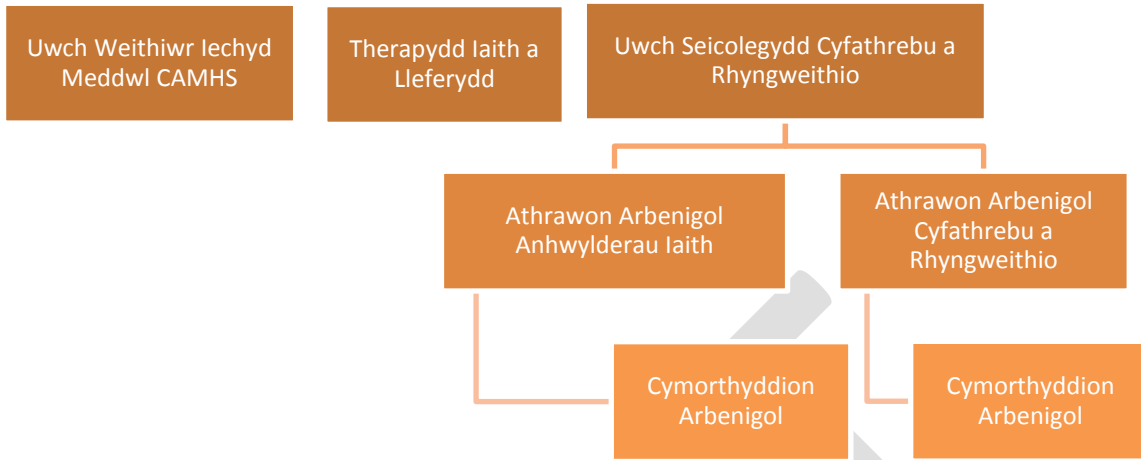 Uwch Weithiwr Iechyd
Meddwl CAMHS
Therapydd Iaith a
Lleferydd
Uwch Seicolegydd Cyfathrebu a
Rhyngweithio
Athrawon Arbenigol
Anhwylderau Iaith
Athrawon Arbenigol
Cyfathrebu a
Rhyngweithio
Cymorthyddion
Arbenigol
Cymorthyddion
Arbenigol